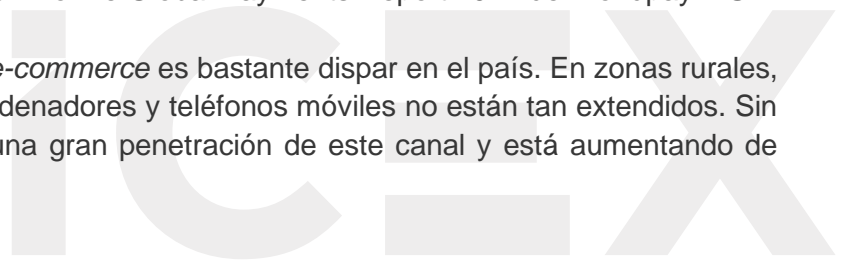 e-commerce es bastante dispar en el país. En zonas rurales,
denadores y teléfonos móviles no están tan extendidos. Sin
una gran penetración de este canal y está aumentando de
icex